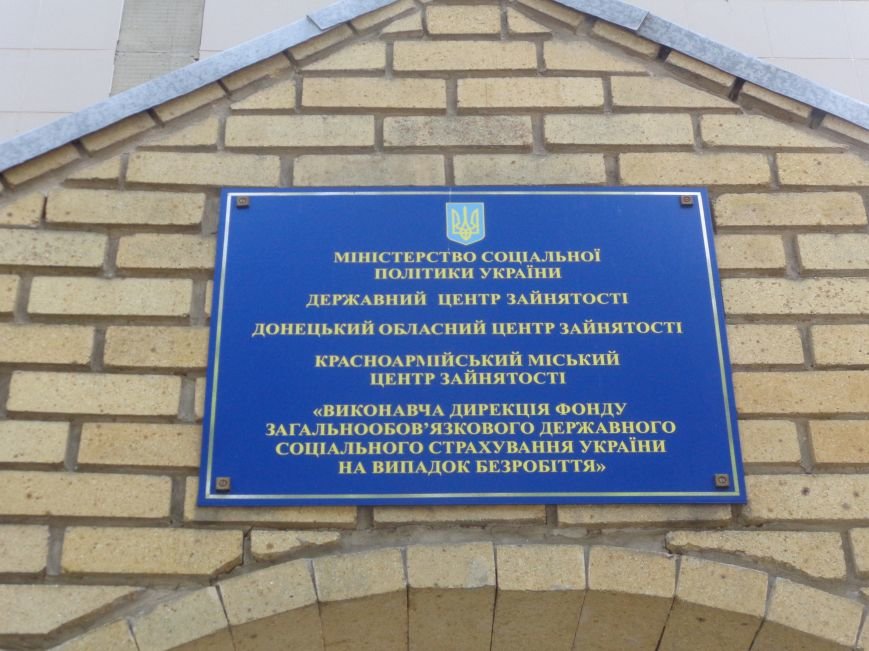 МІНІСТЕРСТВО СОЦІАЛЬНОЇ
ПОЛІТИКИ УКРАЇНИ
ДЕРЖАВНИЙ ЦЕНТР ЗАЙНЯТОСТІ
ДОНЕЦЬКИЙ ОБЛАСНИЙ ЦЕНТР ЗАЙНЯТОСТІ
КРАСНОАРМІЙСЬКИЙ МІСЬКИЙ
ЦЕНТР ЗАЙНЯТОСТІ
«ВИКОНАВЧА ДИРЕКЦІЯ ФОНДУ
ЗАГАЛЬНООБОВ’ЯЗКОВОГО ДЕРЖАВНОГО
СОЦІАЛЬНОГО СТРАХУВАННЯ УКРАЇНИ
НА ВИПАДОК БЕЗРОБІТТЯ»